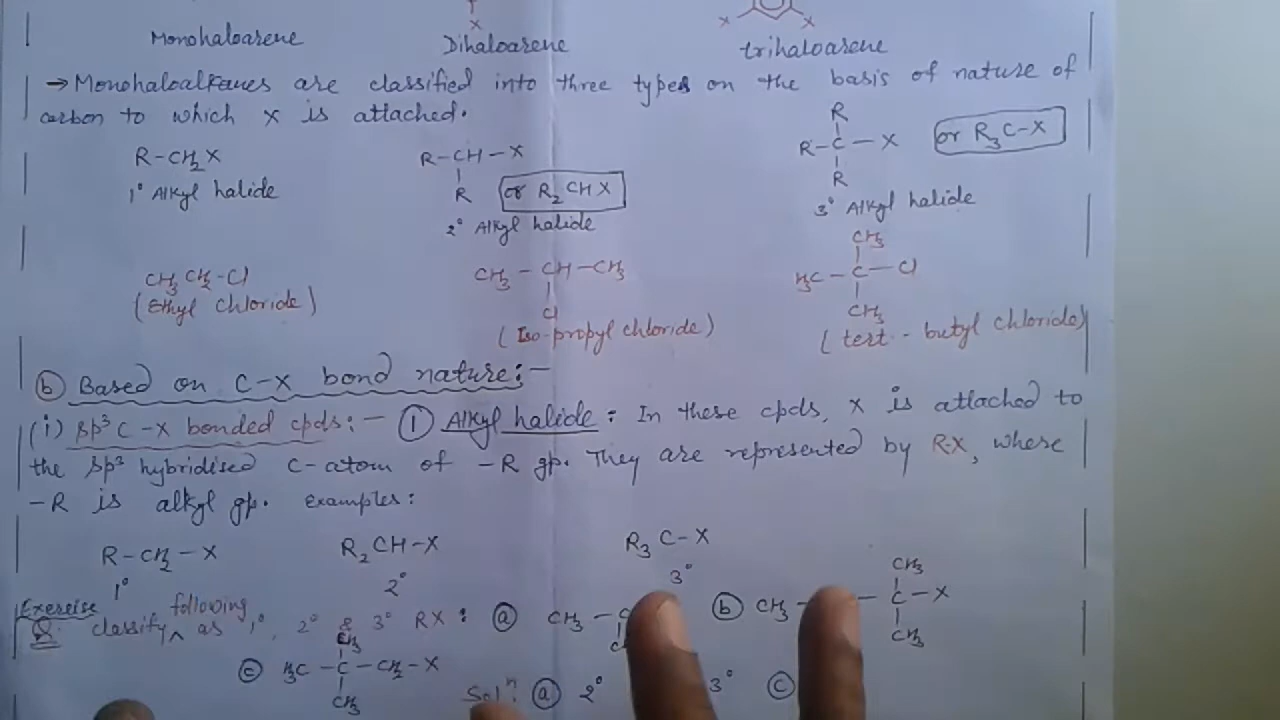 x
x x
Monohaloarene Dihaloarene trihaloarene
→ Monohaloalkanes are classified into three types on the basis of nature of
carbon to which x is attached.
R-CH₂X R-CH-X R-C-X or R₃C-X
R R R
or R₂CHX
1° Alkyl halide 2° Alkyl halide 3° Alkyl halide
CH₃CH₂-Cl CH₃-CH-CH₃ H₃C-C-Cl
Cl CH₃ CH₃
(Ethyl chloride) (Iso-propyl chloride) (tert-butyl chloride)
ⓑ Based on C-X bond nature:-
(i) sp³ C-X bonded cpds:- ① Alkyl halide: In these cpds, x is attached to
the sp³ hybridised C-atom of -R gp. They are represented by R-X, where
-R is alkyl gp. Examples:
R-CH₂-X R₂CH-X R₃C-X
1° 2° 3°
Exercise
Q. classify following as 1°, 2° & 3° RX: ⓐ CH₃- ⓑ CH₃- -C-X
CH₃
CH₃
ⓒ H₃C-C-CH₂-X
CH₃
CH₃
Solⁿ: ⓐ 2° 3° ⓒ